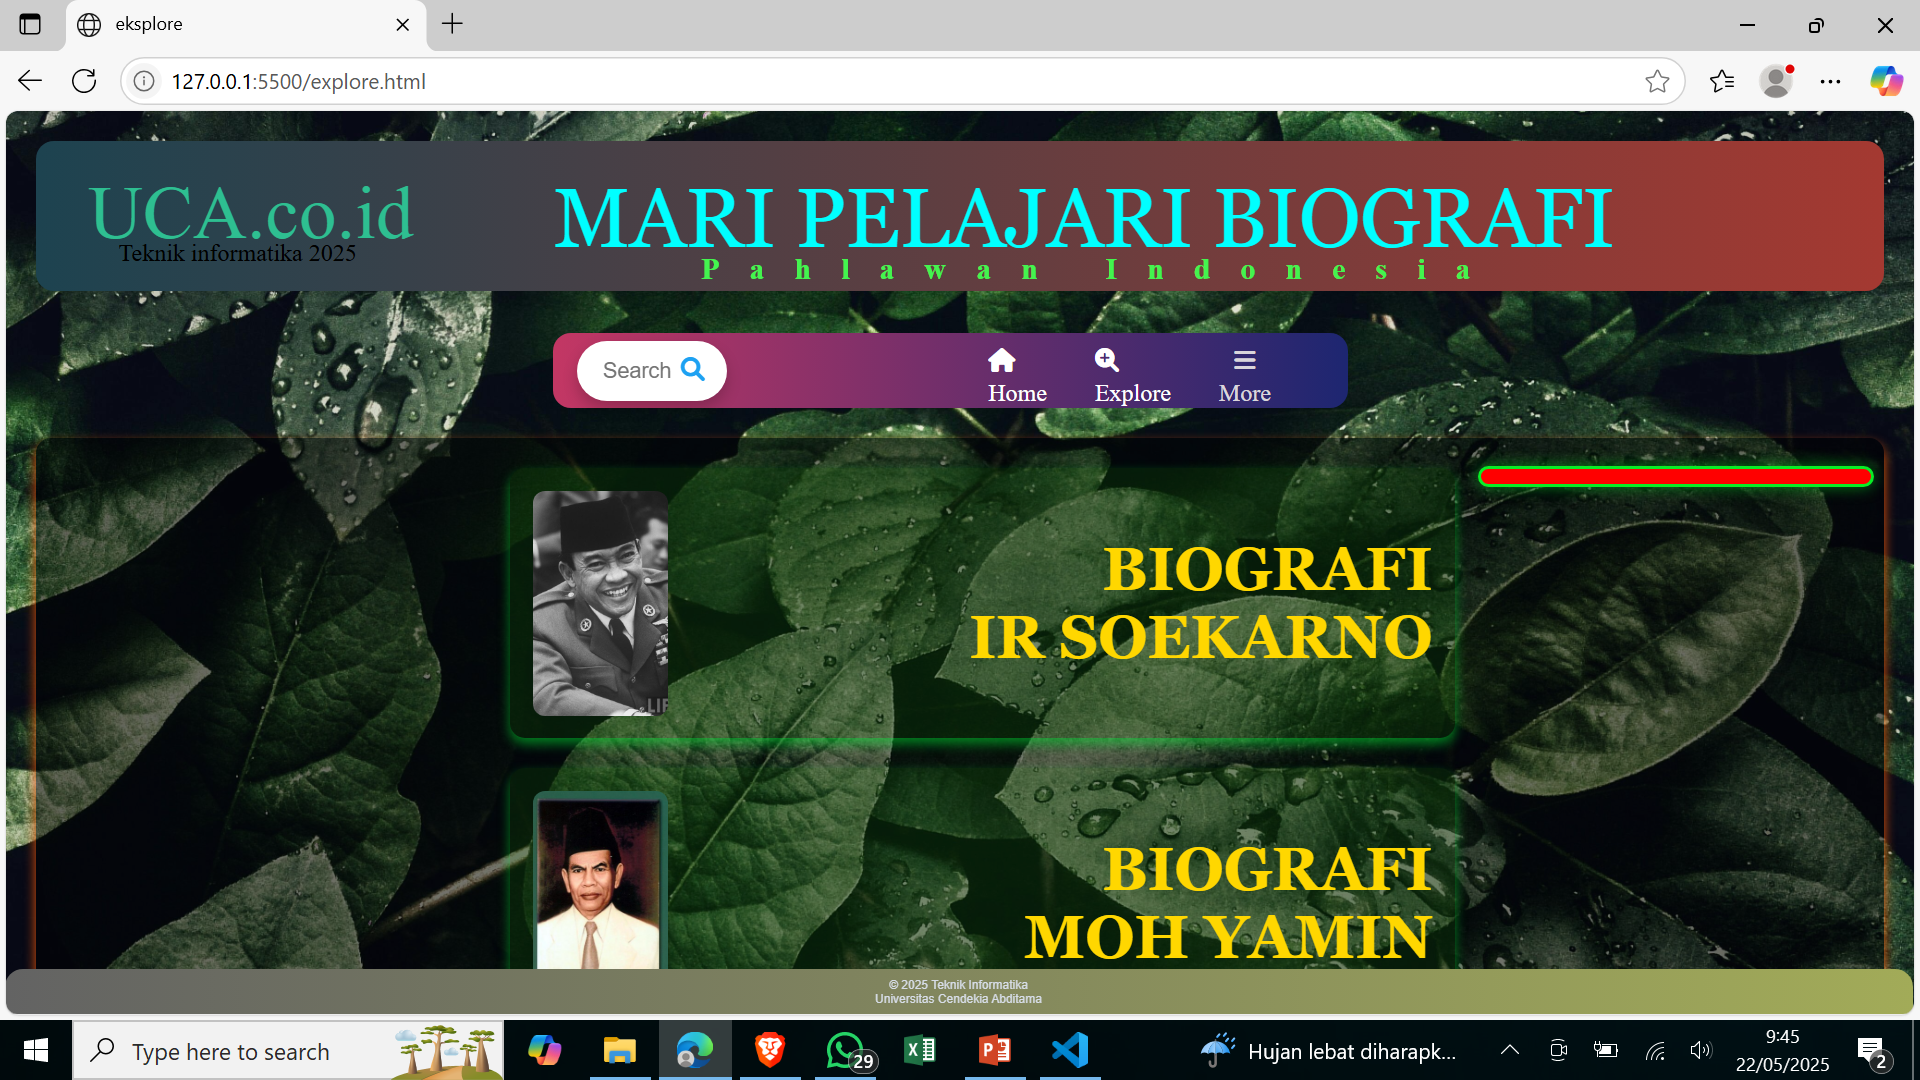 eksplore
127.0.0.1:5500/explore.html
UCA.co.id
Teknik informatika 2025
MARI PELAJARI BIOGRAFI
Pahlawan Indonesia
Search
Home
Explore
More
BIOGRAFI
IR SOEKARNO
BIOGRAFI
MOH YAMIN
© 2025 Teknik Informatika
Universitas Cendekia Abditama
Type here to search
29
Hujan lebat diharapk...
9:45
22/05/2025
2